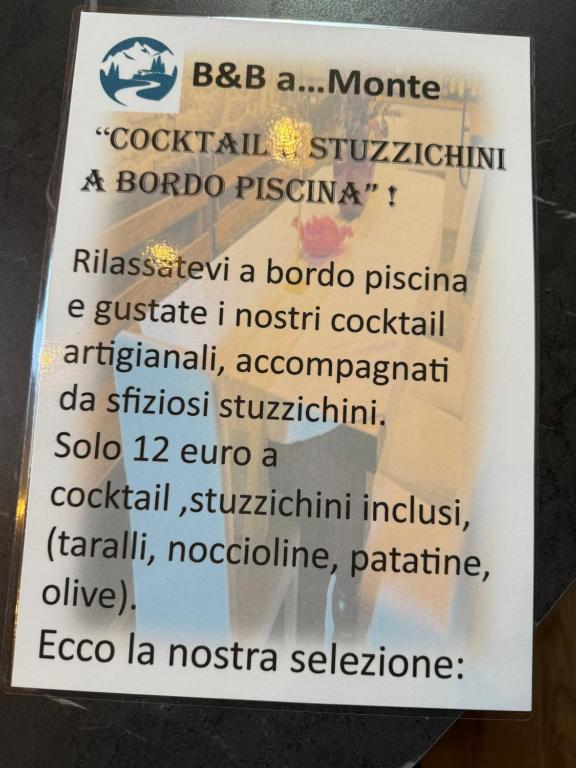 B&B a...Monte
“COCKTAIL E STUZZICHINI
A BORDO PISCINA” !
Rilassatevi a bordo piscina
e gustate i nostri cocktail
artigianali, accompagnati
da sfiziosi stuzzichini.
Solo 12 euro a
cocktail ,stuzzichini inclusi,
(taralli, noccioline, patatine,
olive).
Ecco la nostra selezione: